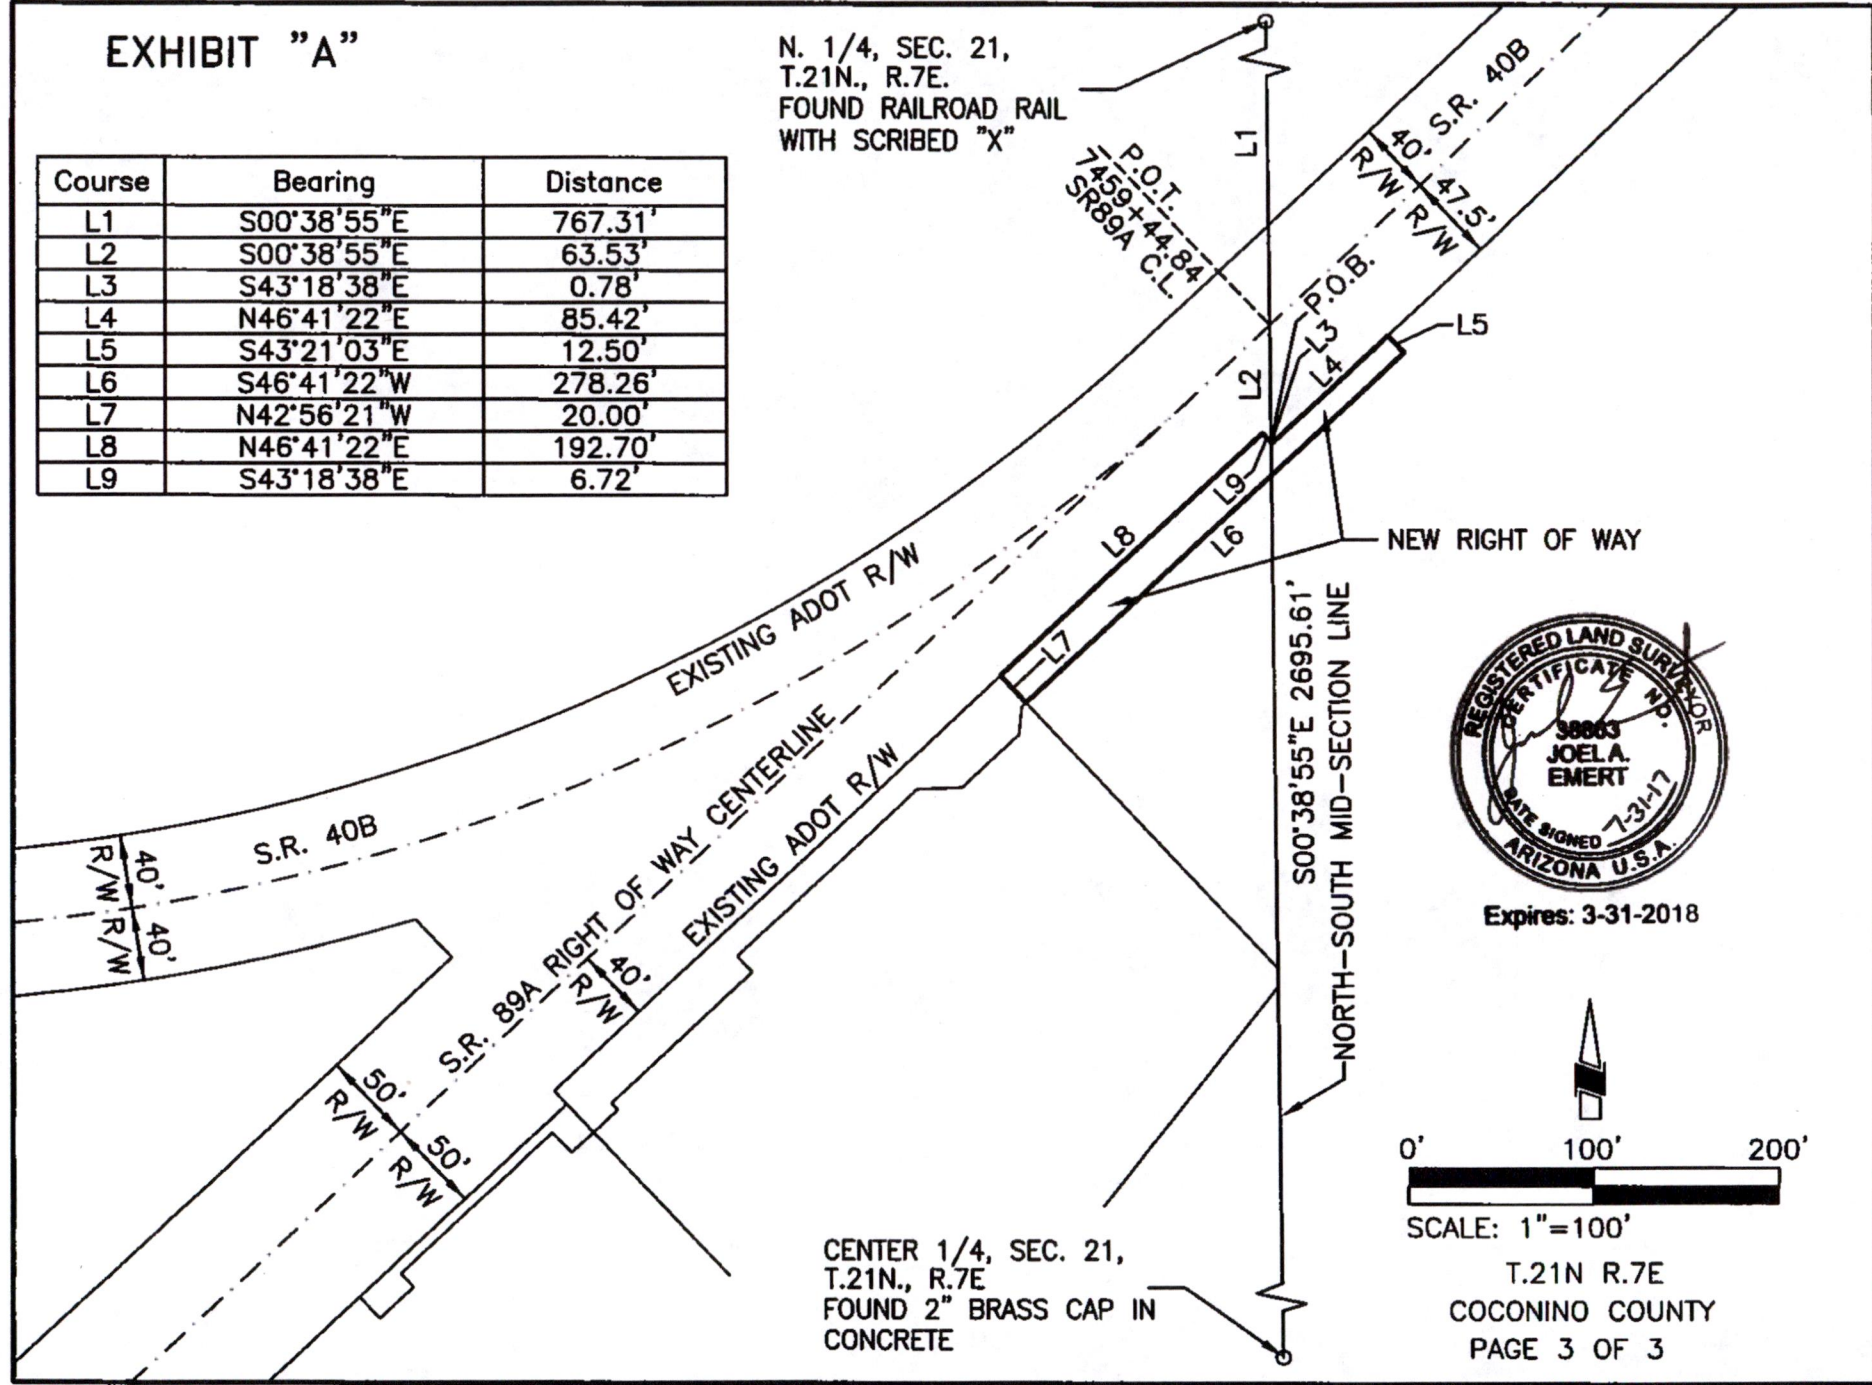 EXHIBIT "A"
Course Bearing Distance
L1 S00°38'55"E 767.31'
L2 S00°38'55"E 63.53'
L3 S43°18'38"E 0.78'
L4 N46°41'22"E 85.42'
L5 S43°21'03"E 12.50'
L6 S46°41'22"W 278.26'
L7 N42°56'21"W 20.00'
L8 N46°41'22"E 192.70'
L9 S43°18'38"E 6.72'
N. 1/4, SEC. 21,
T.21N., R.7E.
FOUND RAILROAD RAIL
WITH SCRIBED "X"
P.O.T.
7459+44.84
SR89A C.L.
L1
S.R. 40B
40'
R/W
47.5'
R/W
P.O.B.
L3
L4
L5
L2
L9
L8
L6
L7
NEW RIGHT OF WAY
EXISTING ADOT R/W
S.R. 40B
40'
R/W
40'
R/W
S.R. 89A RIGHT OF WAY CENTERLINE
EXISTING ADOT R/W
40'
R/W
50'
R/W
50'
R/W
S00°38'55"E 2695.61'
NORTH-SOUTH MID-SECTION LINE
REGISTERED LAND SURVEYOR
CERTIFICATE NO.
38863
JOEL A.
EMERT
DATE SIGNED 7-31-17
ARIZONA U.S.A.
Expires: 3-31-2018
0' 100' 200'
SCALE: 1"=100'
T.21N R.7E
COCONINO COUNTY
PAGE 3 OF 3
CENTER 1/4, SEC. 21,
T.21N., R.7E
FOUND 2" BRASS CAP IN
CONCRETE